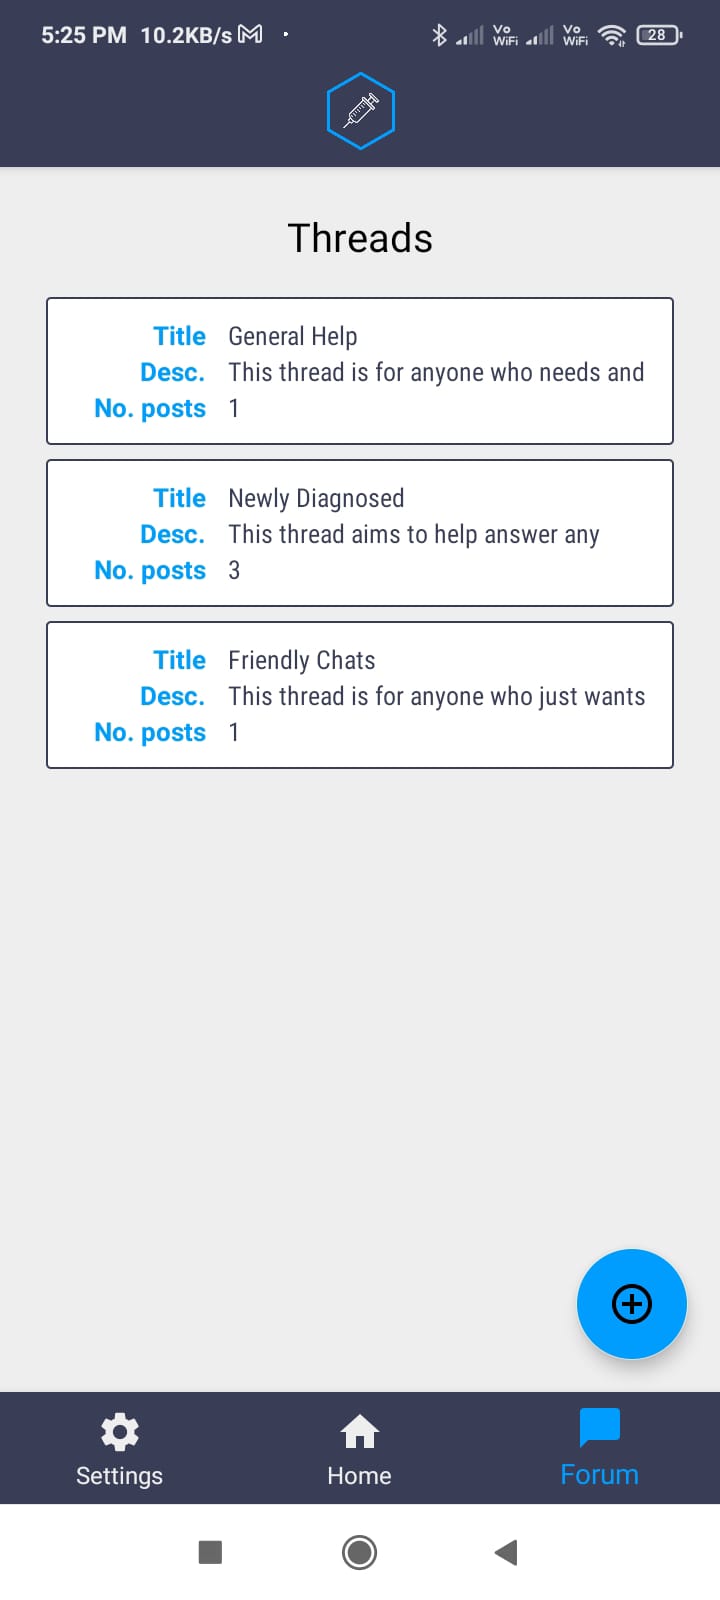 5:25 PM 10.2KB/s
Vo WiFi Vo WiFi 28
Threads
Title General Help
Desc. This thread is for anyone who needs and
No. posts 1
Title Newly Diagnosed
Desc. This thread aims to help answer any
No. posts 3
Title Friendly Chats
Desc. This thread is for anyone who just wants
No. posts 1
Settings Home Forum